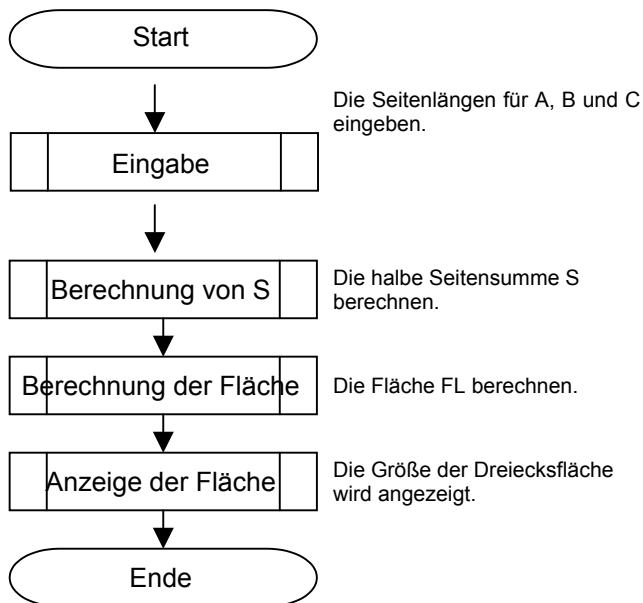 Start
Die Seitenlängen für A, B und C
eingeben.
Eingabe
Berechnung von S
Die halbe Seitensumme S
berechnen.
Berechnung der Fläche
Die Fläche FL berechnen.
Anzeige der Fläche
Die Größe der Dreiecksfläche
wird angezeigt.
Ende